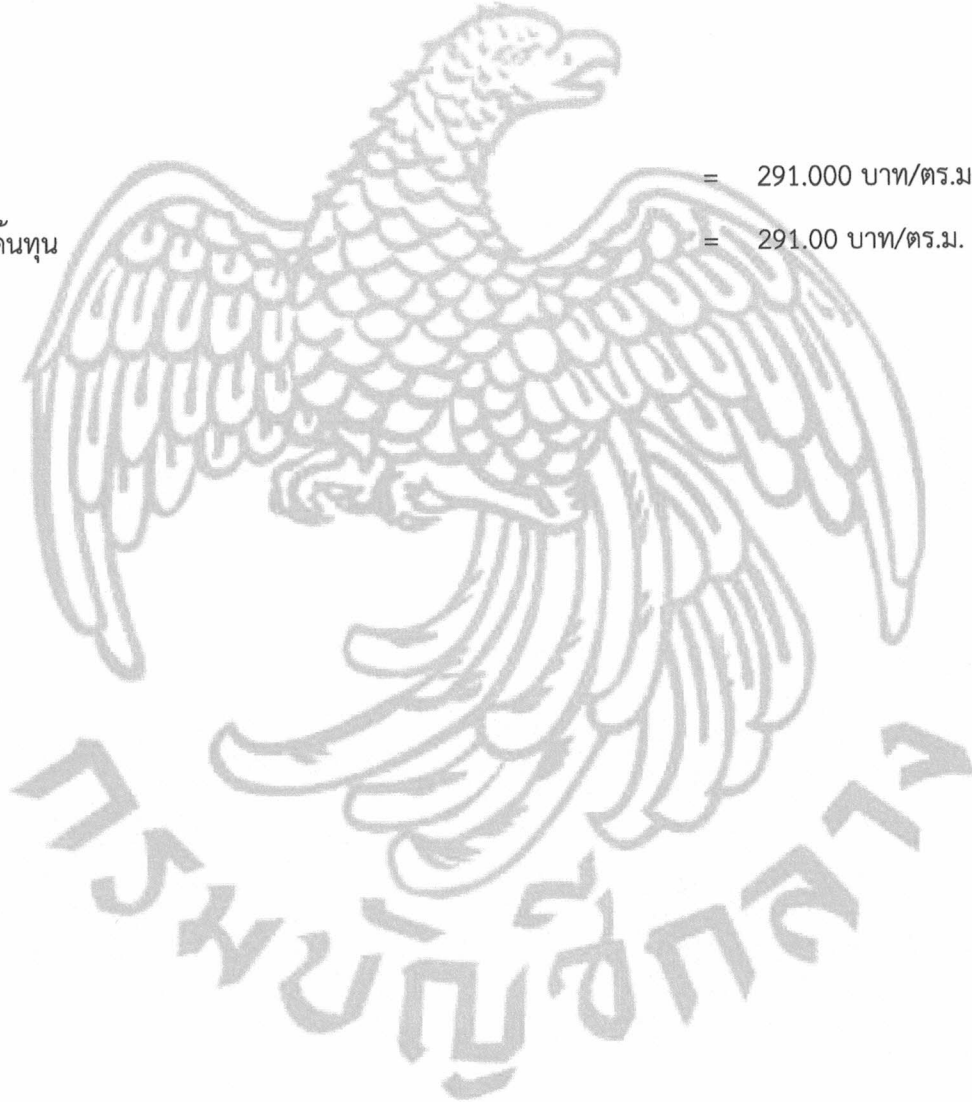 = 291.000 บาท/ตร.ม
ต้นทุน = 291.00 บาท/ตร.ม.
กรมบัญชีกลาง